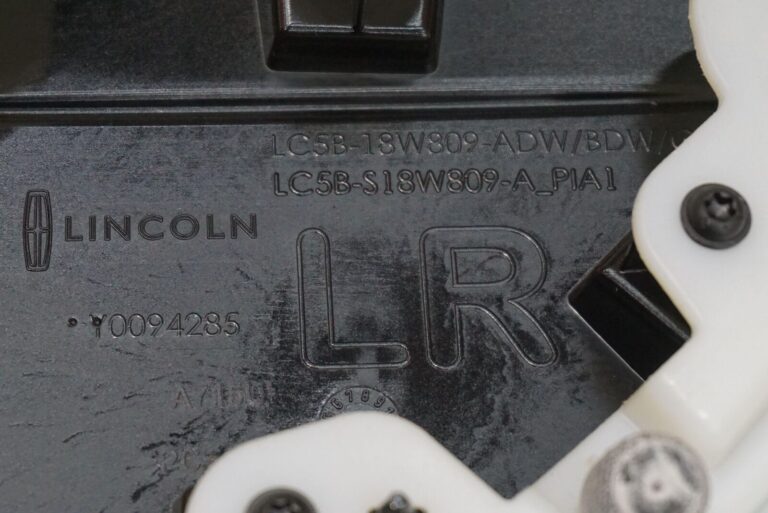 LC5B-18W809-ADW/BDW/
LC5B-S18W809-A_PIA1
LINCOLN
LR
Y0094285